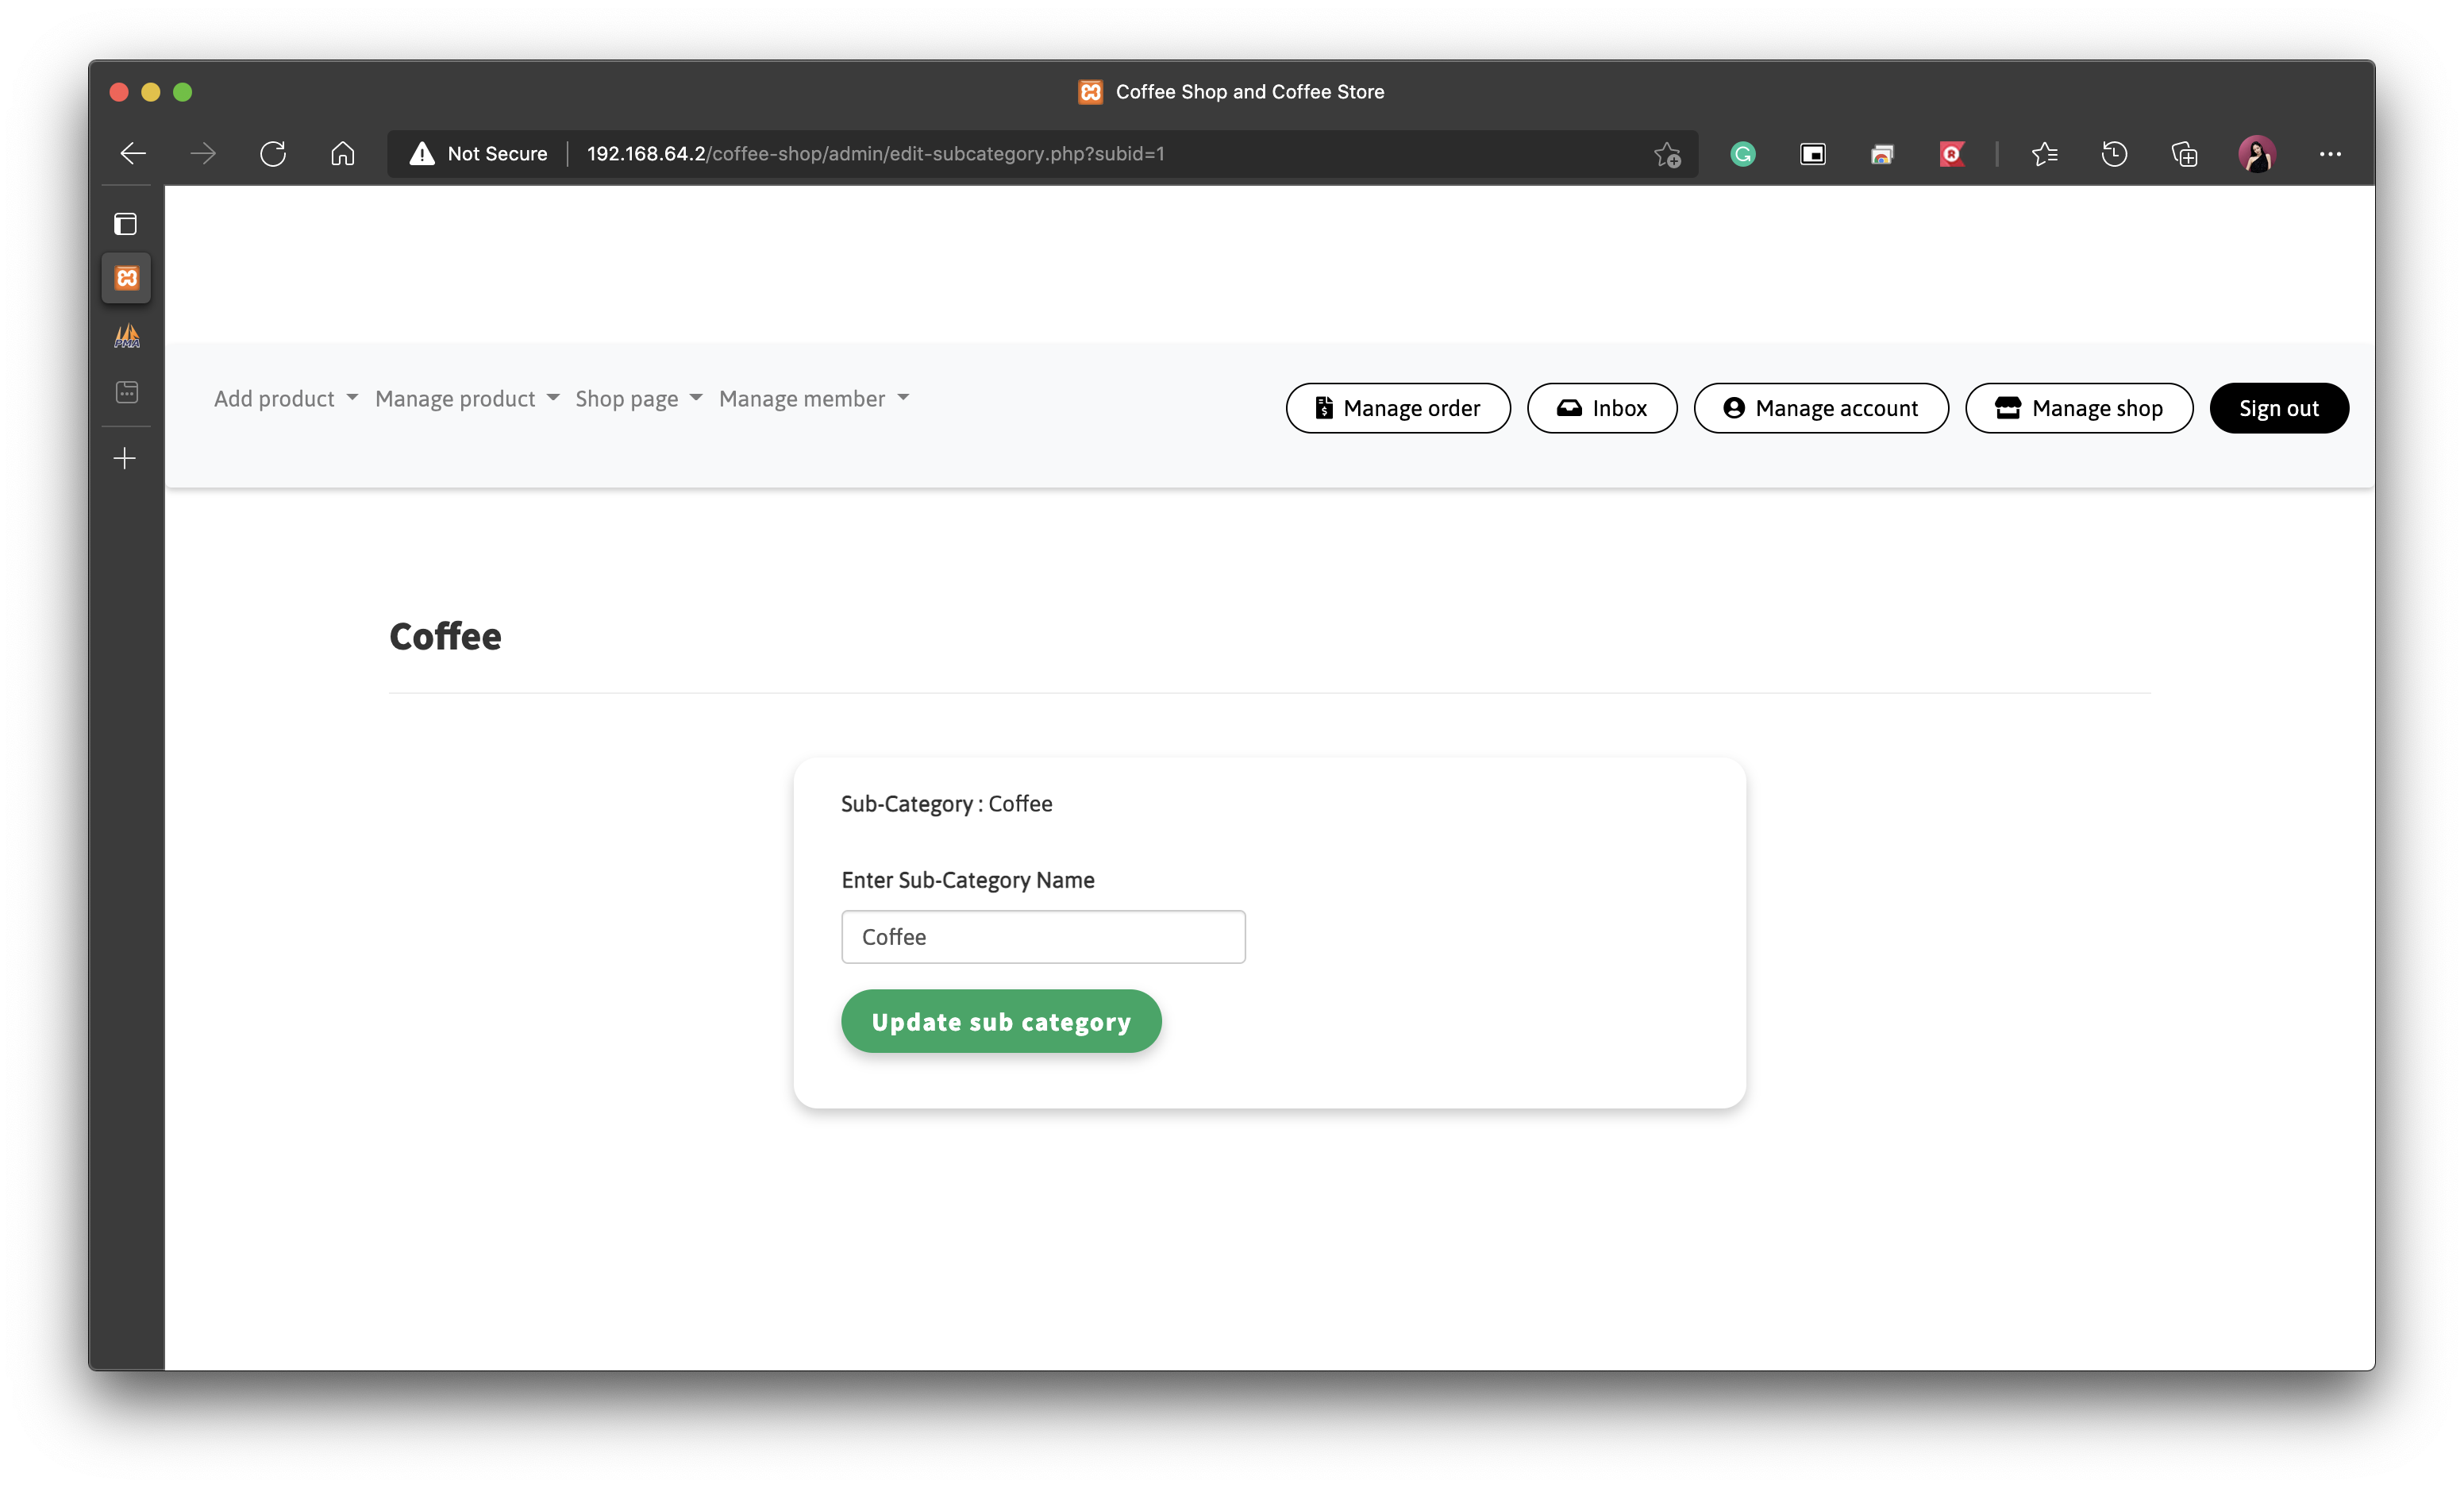 Coffee Shop and Coffee Store
Not Secure 192.168.64.2/coffee-shop/admin/edit-subcategory.php?subid=1
PMA
Add product Manage product Shop page Manage member Manage order Inbox Manage account Manage shop Sign out
Coffee
Sub-Category : Coffee
Enter Sub-Category Name
Coffee
Update sub category